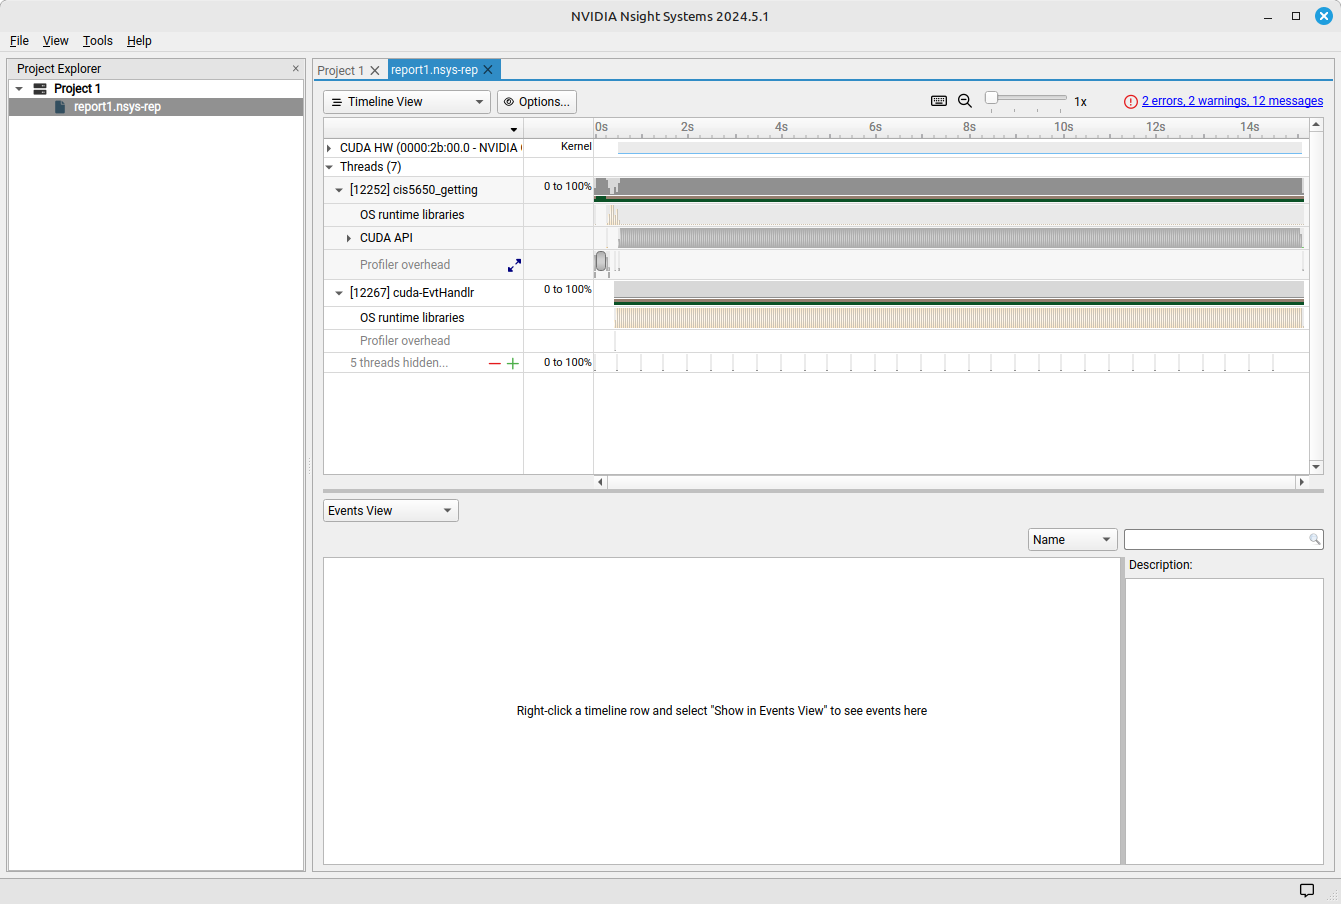 NVIDIA Nsight Systems 2024.5.1
File View Tools Help
Project Explorer
Project 1
report1.nsys-rep
Project 1 report1.nsys-rep
Timeline View Options... 1x 2 errors, 2 warnings, 12 messages
0s 2s 4s 6s 8s 10s 12s 14s
CUDA HW (0000:2b:00.0 - NVIDIA Kernel
Threads (7)
[12252] cis5650_getting 0 to 100%
OS runtime libraries
CUDA API
Profiler overhead
[12267] cuda-EvtHandlr 0 to 100%
OS runtime libraries
Profiler overhead
5 threads hidden... 0 to 100%
Events View
Name
Description:
Right-click a timeline row and select "Show in Events View" to see events here